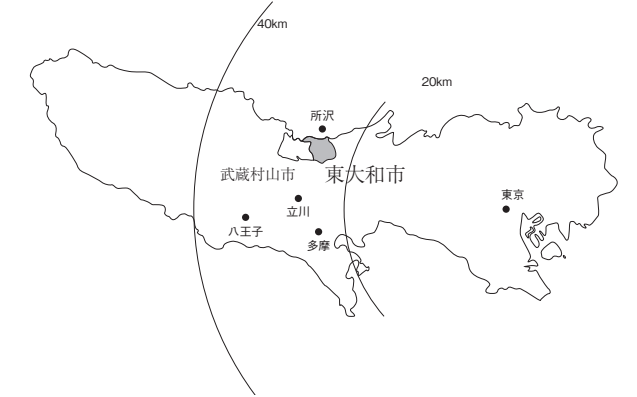 40km
20km
所沢
武蔵村山市
東大和市
東京
立川
八王子
多摩